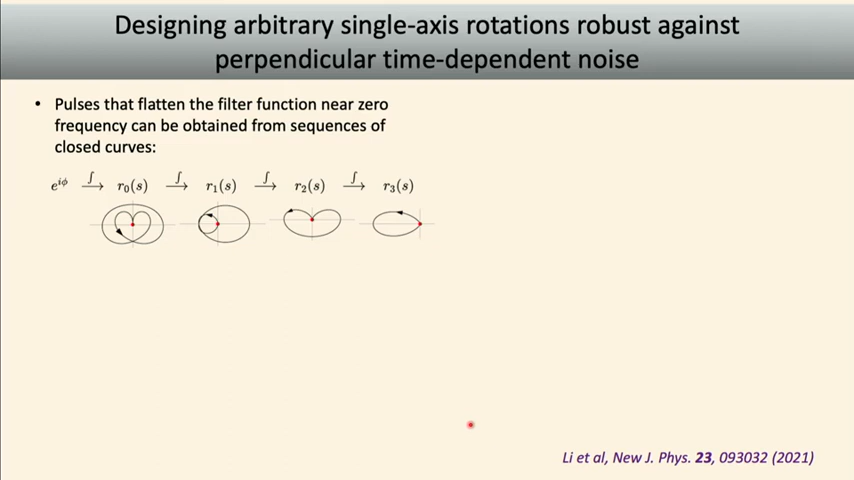 Designing arbitrary single-axis rotations robust against
perpendicular time-dependent noise
• Pulses that flatten the filter function near zero
frequency can be obtained from sequences of
closed curves:
e^{iϕ} ∫→ r₀(s) ∫→ r₁(s) ∫→ r₂(s) ∫→ r₃(s)
Li et al, New J. Phys. 23, 093032 (2021)